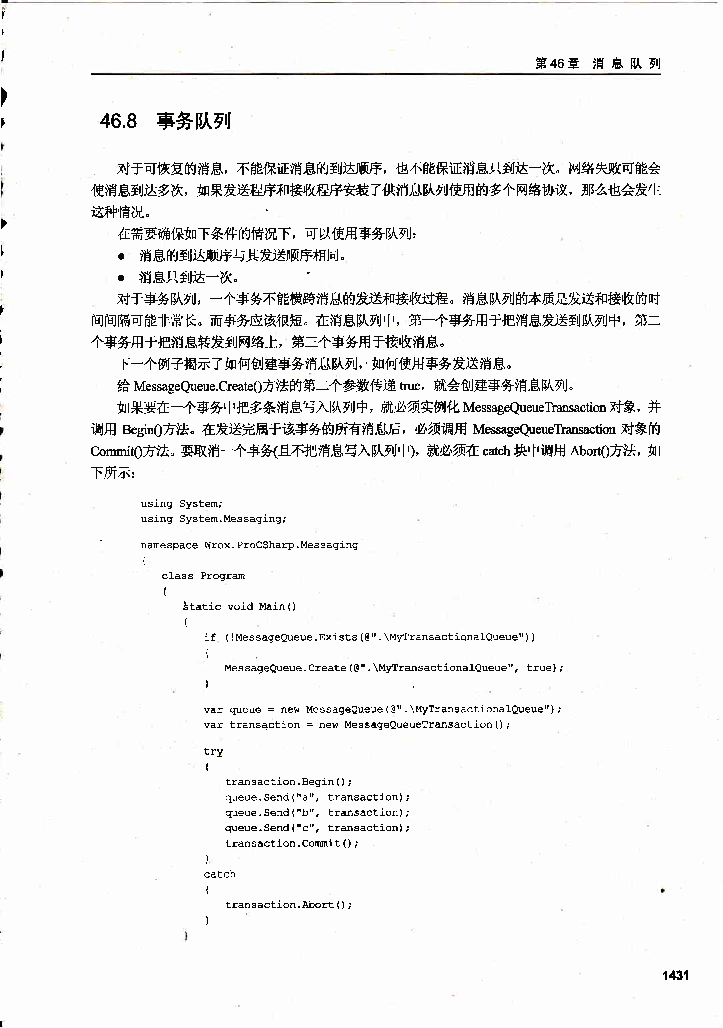 第46章 消息队列
46.8 事务队列
对于可恢复的消息，不能保证消息的到达顺序，也不能保证消息只到达一次。网络失败可能会
使消息到达多次，如果发送程序和接收程序安装了供消息队列使用的多个网络协议，那么也会发生
这种情况。
在需要确保如下条件的情况下，可以使用事务队列：
● 消息的到达顺序与其发送顺序相同。
● 消息只到达一次。
对于事务队列，一个事务不能横跨消息的发送和接收过程。消息队列的本质是发送和接收的时
间间隔可能非常长。而事务应该很短。在消息队列中，第一个事务用于把消息发送到队列中，第二
个事务用于把消息转发到网络上，第三个事务用于接收消息。
下一个例子揭示了如何创建事务消息队列，如何使用事务发送消息。
给 MessageQueue.Create()方法的第二个参数传递 true，就会创建事务消息队列。
如果要在一个事务中把多条消息写入队列中，就必须实例化 MessageQueueTransaction 对象，并
调用 Begin()方法。在发送完属于该事务的所有消息后，必须调用 MessageQueueTransaction 对象的
Commit()方法。要取消一个事务(且不把消息写入队列中)，就必须在 catch 块中调用 Abort()方法，如
下所示：
using System;
using System.Messaging;
namespace Wrox.ProCSharp.Messaging
{
class Program
{
static void Main()
{
if (!MessageQueue.Exists(@".\MyTransactionalQueue"))
{
MessageQueue.Create(@".\MyTransactionalQueue", true);
}
var queue = new MessageQueue(@".\MyTransactionalQueue");
var transaction = new MessageQueueTransaction();
try
{
transaction.Begin();
queue.Send("a", transaction);
queue.Send("b", transaction);
queue.Send("c", transaction);
transaction.Commit();
}
catch
{
transaction.Abort();
}
}
1431